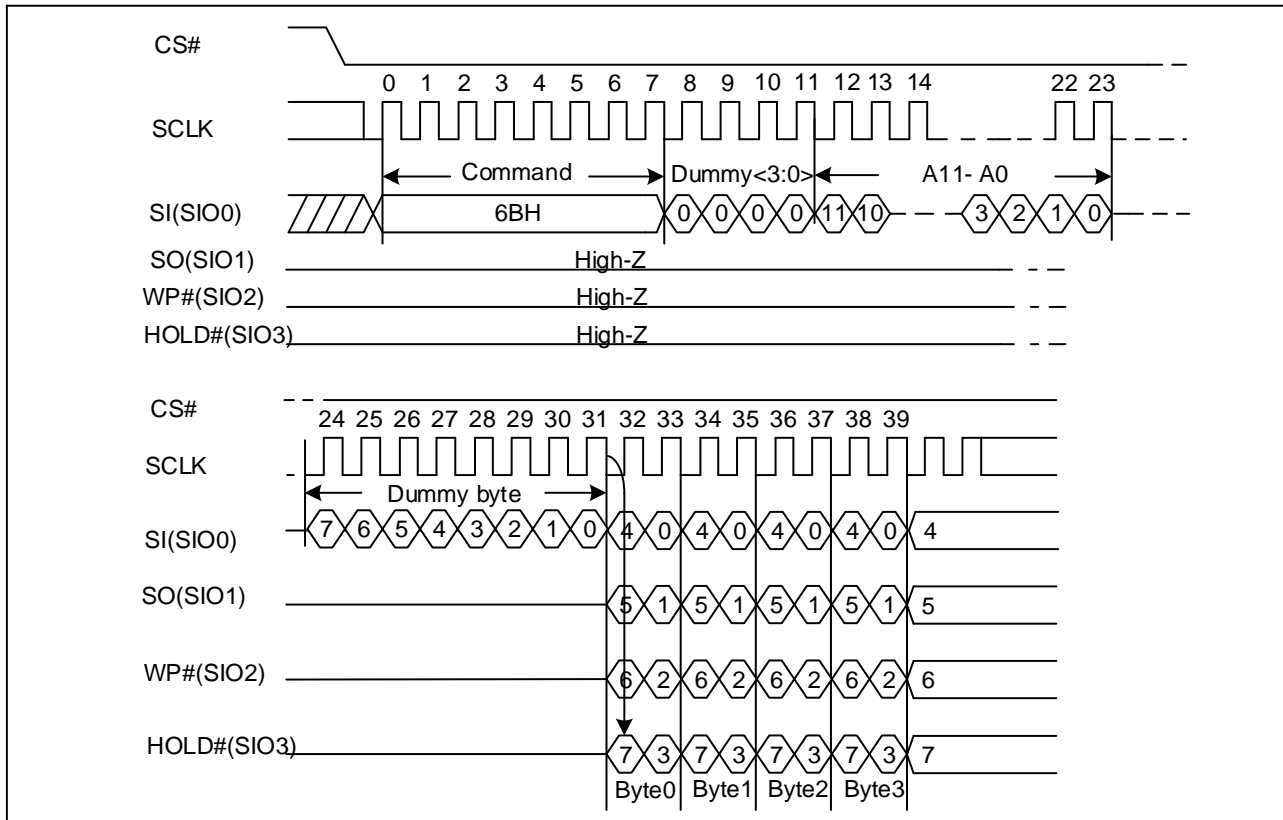 CS#
0 1 2 3 4 5 6 7 8 9 10 11 12 13 14 22 23
SCLK
Command Dummy<3:0> A11- A0
SI(SIO0) 6BH 0 0 0 0 11 10 3 2 1 0
SO(SIO1) High-Z
WP#(SIO2) High-Z
HOLD#(SIO3) High-Z
CS#
24 25 26 27 28 29 30 31 32 33 34 35 36 37 38 39
SCLK
Dummy byte
SI(SIO0) 7 6 5 4 3 2 1 0 4 0 4 0 4 0 4 0 4
SO(SIO1) 5 1 5 1 5 1 5 1 5
WP#(SIO2) 6 2 6 2 6 2 6 2 6
HOLD#(SIO3) 7 3 7 3 7 3 7 3 7
Byte0 Byte1 Byte2 Byte3